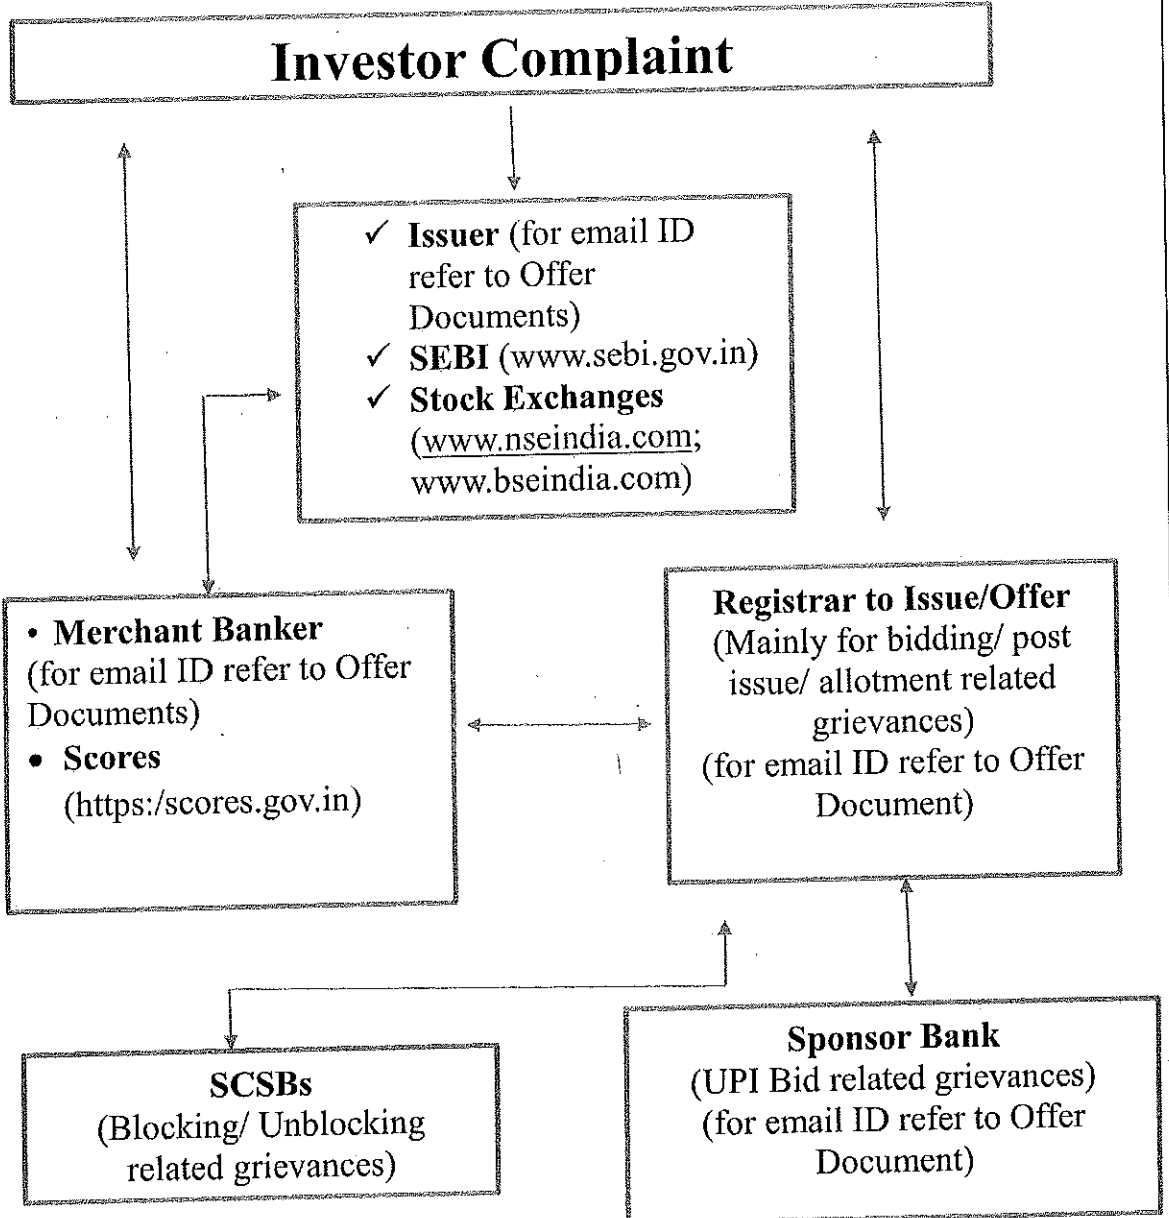 Investor Complaint
✓ Issuer (for email ID
refer to Offer
Documents)
✓ SEBI (www.sebi.gov.in)
✓ Stock Exchanges
(www.nseindia.com;
www.bseindia.com)
• Merchant Banker
(for email ID refer to Offer
Documents)
• Scores
(https:/scores.gov.in)
Registrar to Issue/Offer
(Mainly for bidding/ post
issue/ allotment related
grievances)
(for email ID refer to Offer
Document)
SCSBs
(Blocking/ Unblocking
related grievances)
Sponsor Bank
(UPI Bid related grievances)
(for email ID refer to Offer
Document)